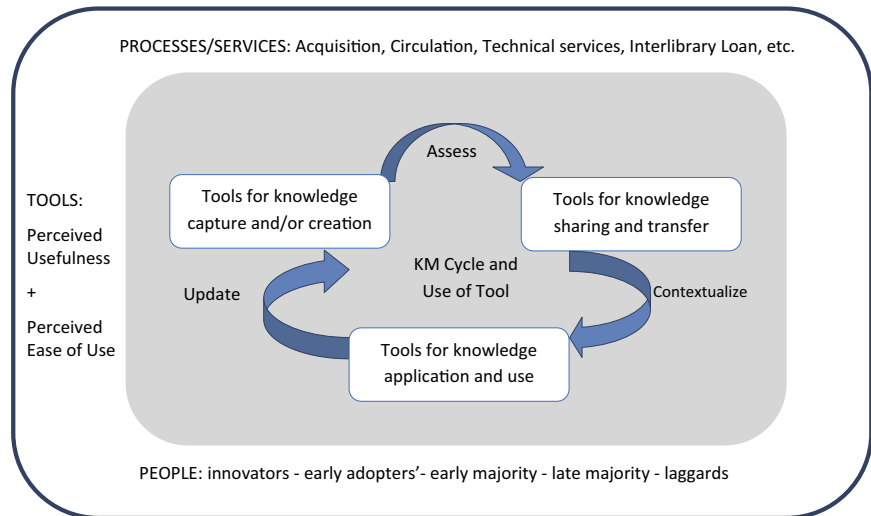 PROCESSES/SERVICES: Acquisition, Circulation, Technical services, Interlibrary Loan, etc.
Assess
Tools for knowledge
capture and/or creation
Tools for knowledge
sharing and transfer
TOOLS:
Perceived
Usefulness
+
Perceived
Ease of Use
KM Cycle and
Use of Tool
Update
Contextualize
Tools for knowledge
application and use
PEOPLE: innovators - early adopters’- early majority - late majority - laggards